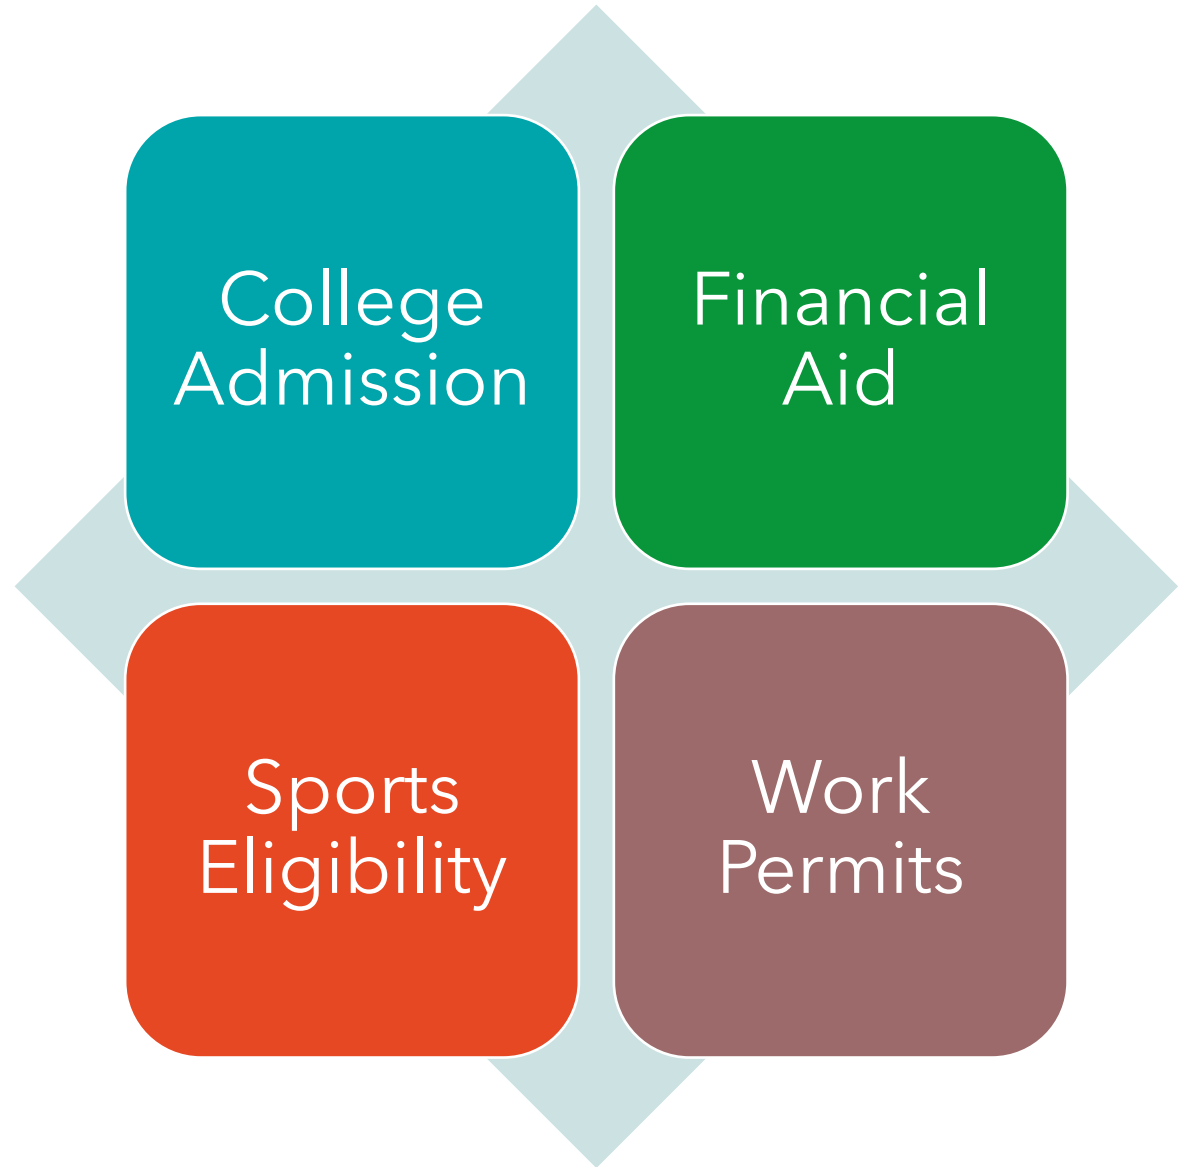 College
Admission
Financial
Aid
Sports
Eligibility
Work
Permits